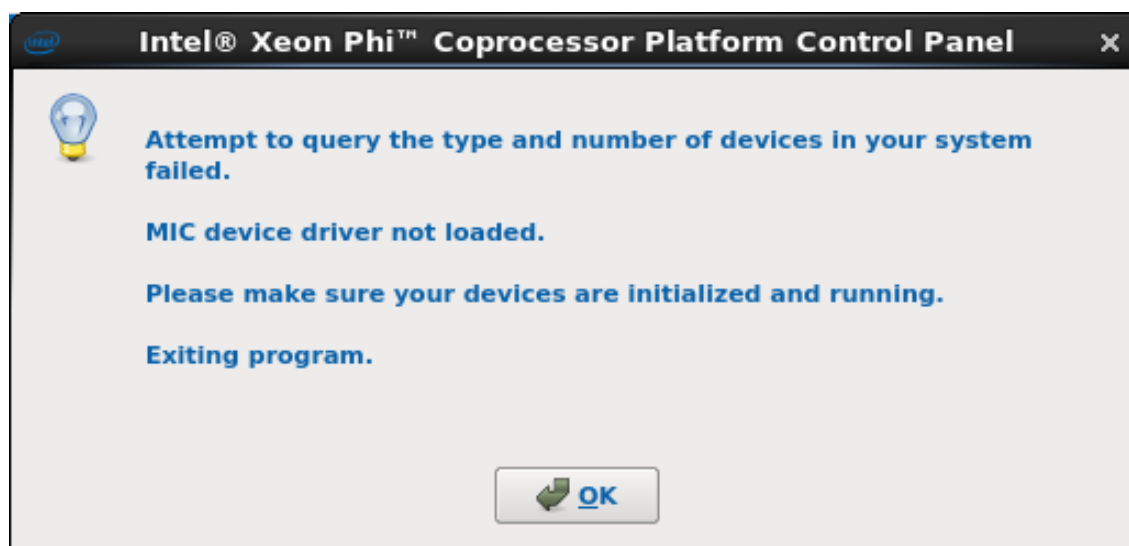 intel
Intel® Xeon Phi™ Coprocessor Platform Control Panel
Attempt to query the type and number of devices in your system
failed.
MIC device driver not loaded.
Please make sure your devices are initialized and running.
Exiting program.
OK